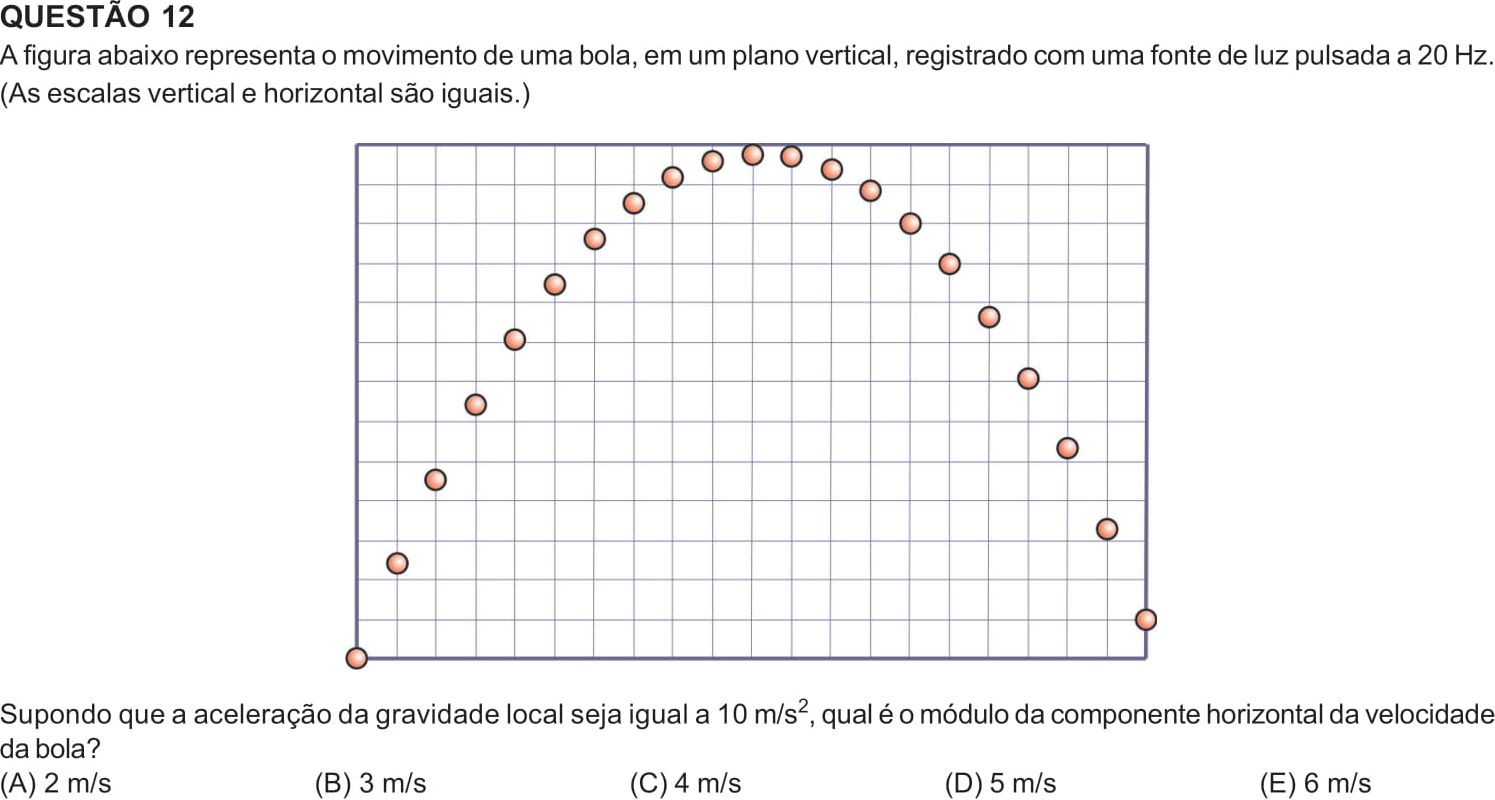 QUESTÃO 12
A figura abaixo representa o movimento de uma bola, em um plano vertical, registrado com uma fonte de luz pulsada a 20 Hz.
(As escalas vertical e horizontal são iguais.)
Supondo que a aceleração da gravidade local seja igual a 10 m/s², qual é o módulo da componente horizontal da velocidade
da bola?
(A) 2 m/s (B) 3 m/s (C) 4 m/s (D) 5 m/s (E) 6 m/s